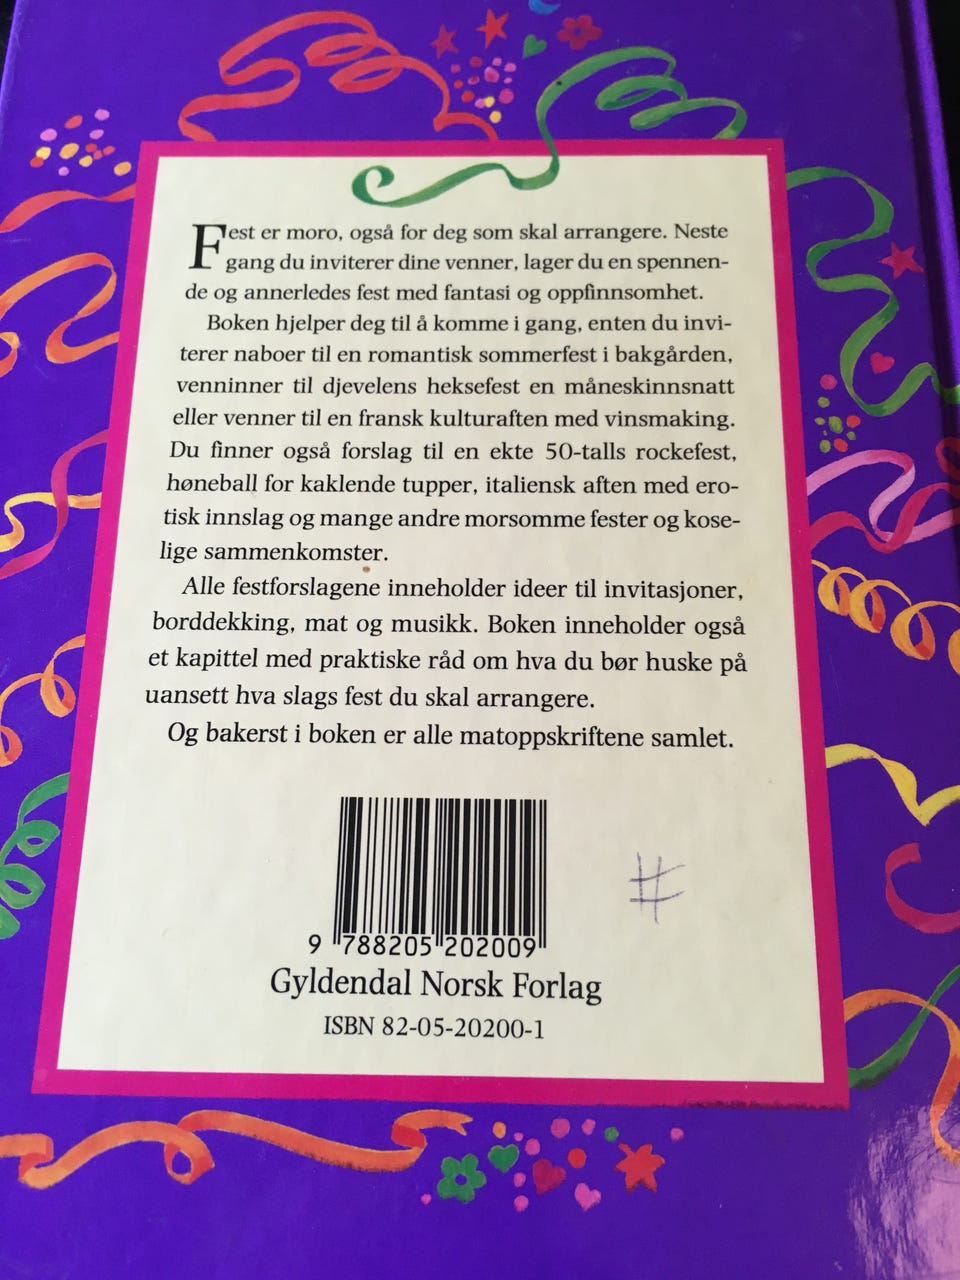 Fest er moro, også for deg som skal arrangere. Neste
gang du inviterer dine venner, lager du en spennen-
de og annerledes fest med fantasi og oppfinnsomhet.
Boken hjelper deg til å komme i gang, enten du invi-
terer naboer til en romantisk sommerfest i bakgården,
venninner til djevelens heksefest en måneskinnsnatt
eller venner til en fransk kulturaften med vinsmaking.
Du finner også forslag til en ekte 50-talls rockefest,
høneball for kaklende tupper, italiensk aften med ero-
tisk innslag og mange andre morsomme fester og kose-
lige sammenkomster.
Alle festforslagene inneholder ideer til invitasjoner,
borddekking, mat og musikk. Boken inneholder også
et kapittel med praktiske råd om hva du bør huske på
uansett hva slags fest du skal arrangere.
Og bakerst i boken er alle matoppskriftene samlet.
#
9 788205 202009
Gyldendal Norsk Forlag
ISBN 82-05-20200-1